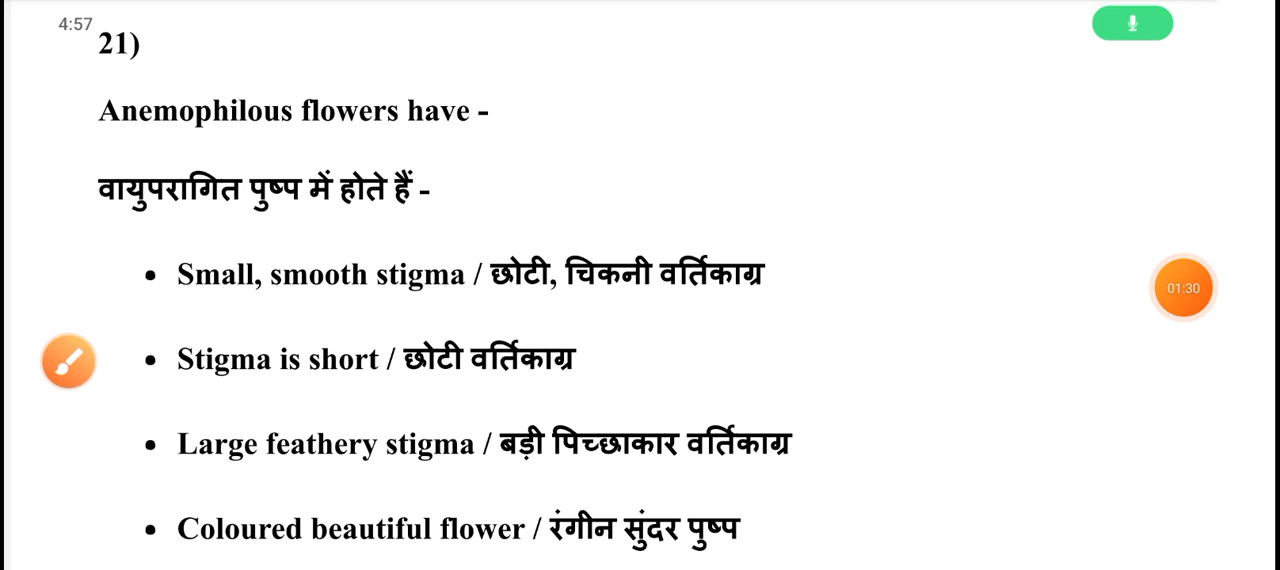 4:57
21)
Anemophilous flowers have -
वायुपरागित पुष्प में होते हैं -
• Small, smooth stigma / छोटी, चिकनी वर्तिकाग्र
01:30
• Stigma is short / छोटी वर्तिकाग्र
• Large feathery stigma / बड़ी पिच्छाकार वर्तिकाग्र
• Coloured beautiful flower / रंगीन सुंदर पुष्प